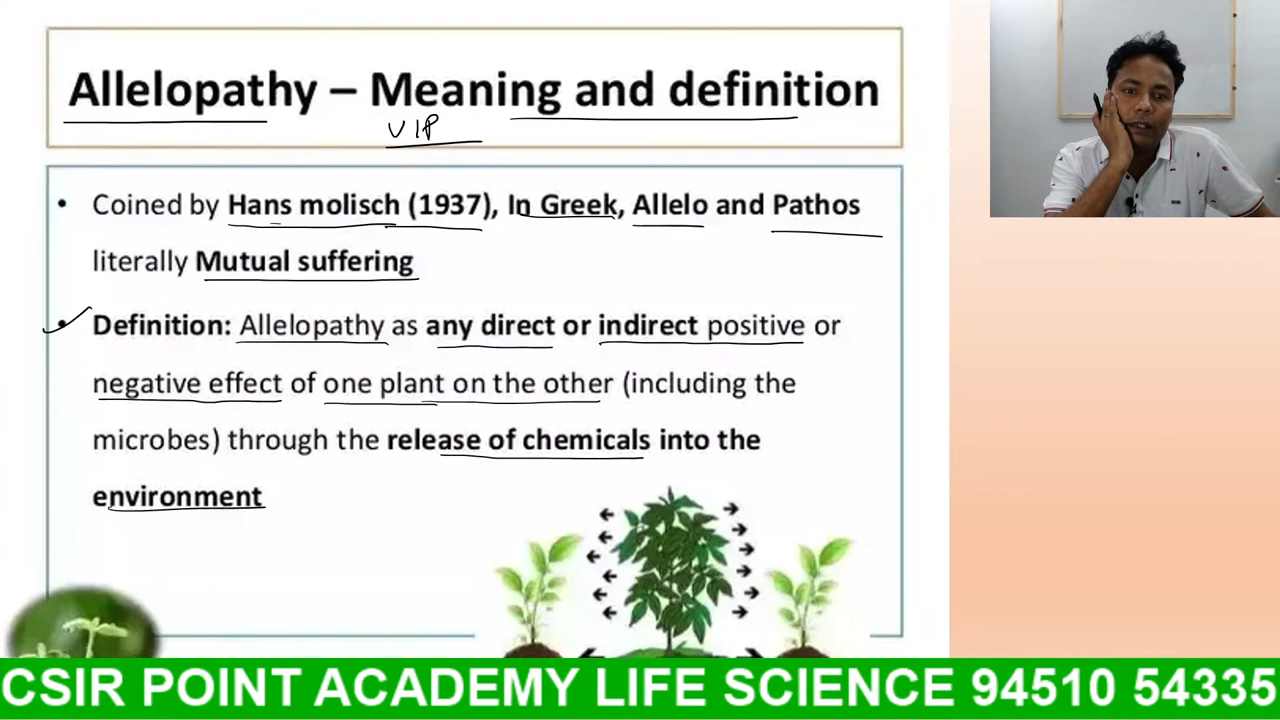 Allelopathy – Meaning and definition
VIP
• Coined by Hans molisch (1937), In Greek, Allelo and Pathos
literally Mutual suffering
• Definition: Allelopathy as any direct or indirect positive or
negative effect of one plant on the other (including the
microbes) through the release of chemicals into the
environment
CSIR POINT ACADEMY LIFE SCIENCE 94510 54335